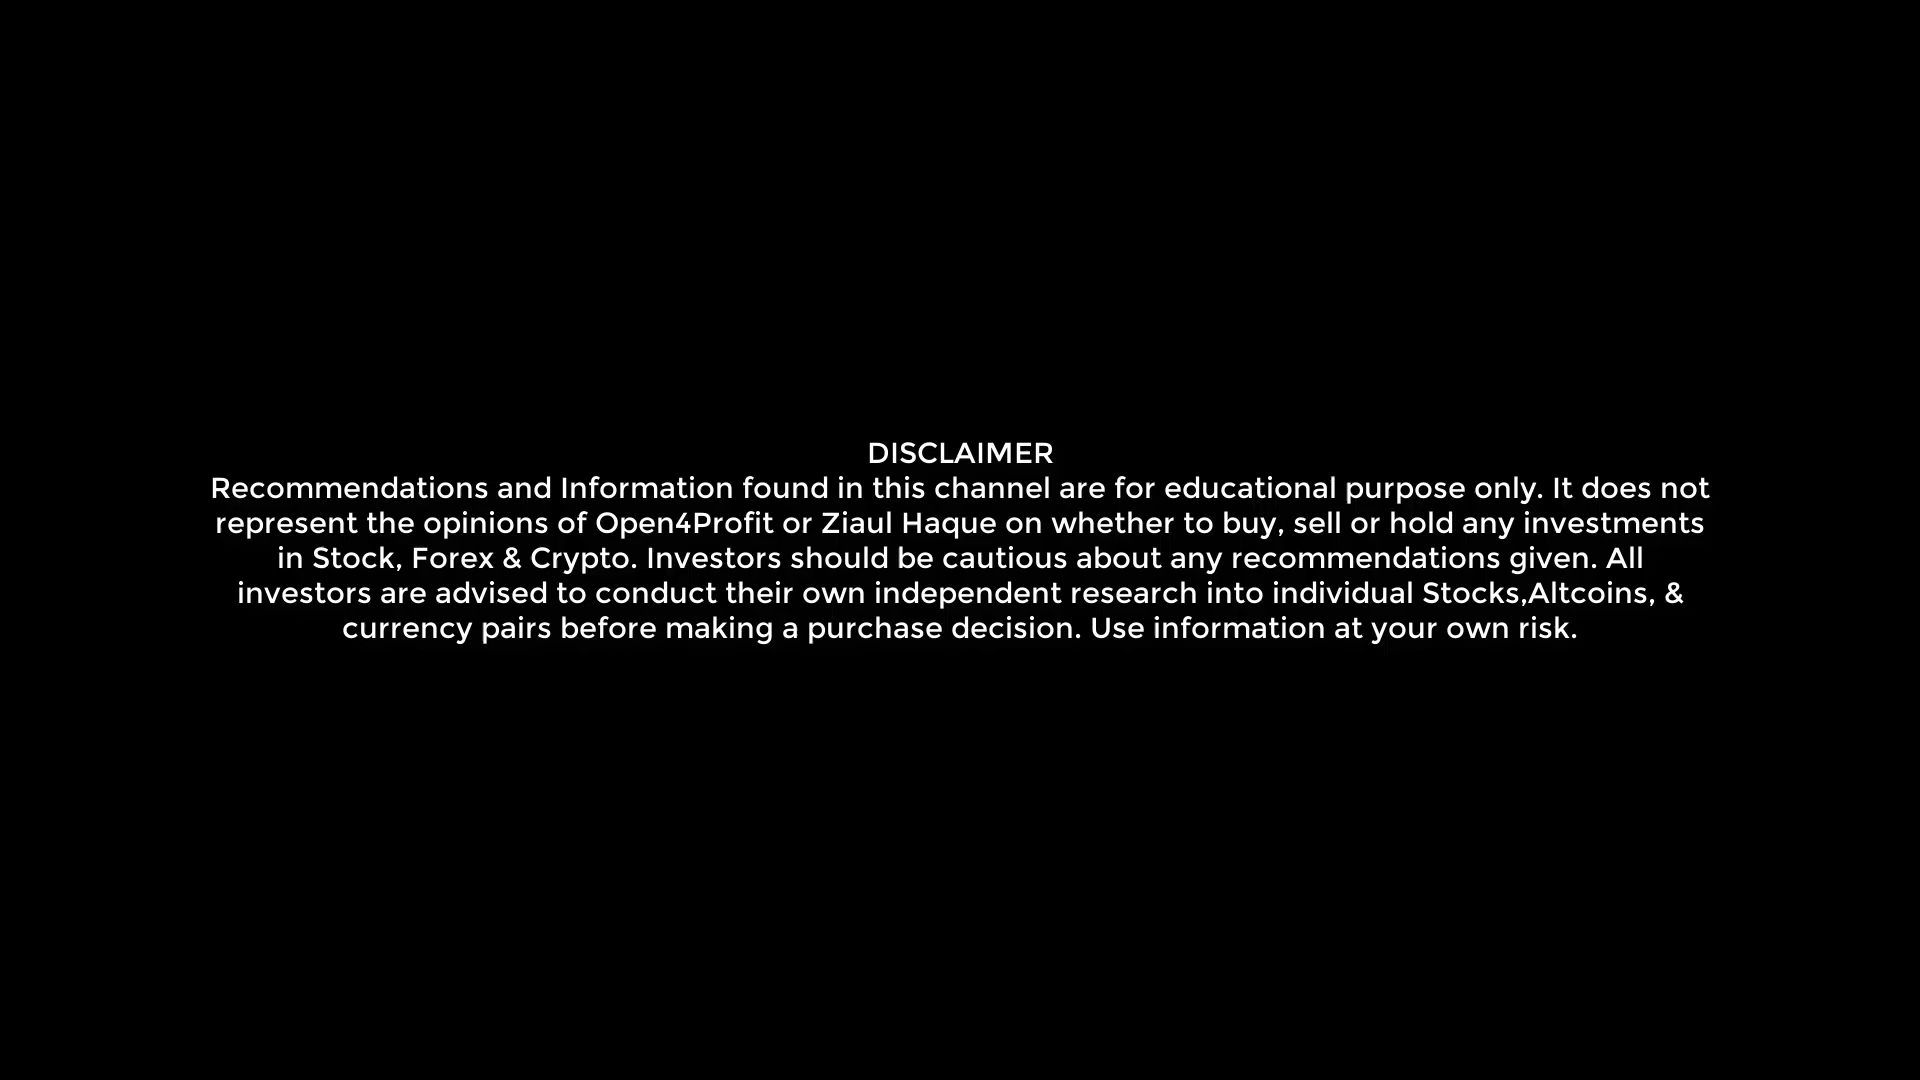 DISCLAIMER
Recommendations and Information found in this channel are for educational purpose only. It does not
represent the opinions of Open4Profit or Ziaul Haque on whether to buy, sell or hold any investments
in Stock, Forex & Crypto. Investors should be cautious about any recommendations given. All
investors are advised to conduct their own independent research into individual Stocks,Altcoins, &
currency pairs before making a purchase decision. Use information at your own risk.